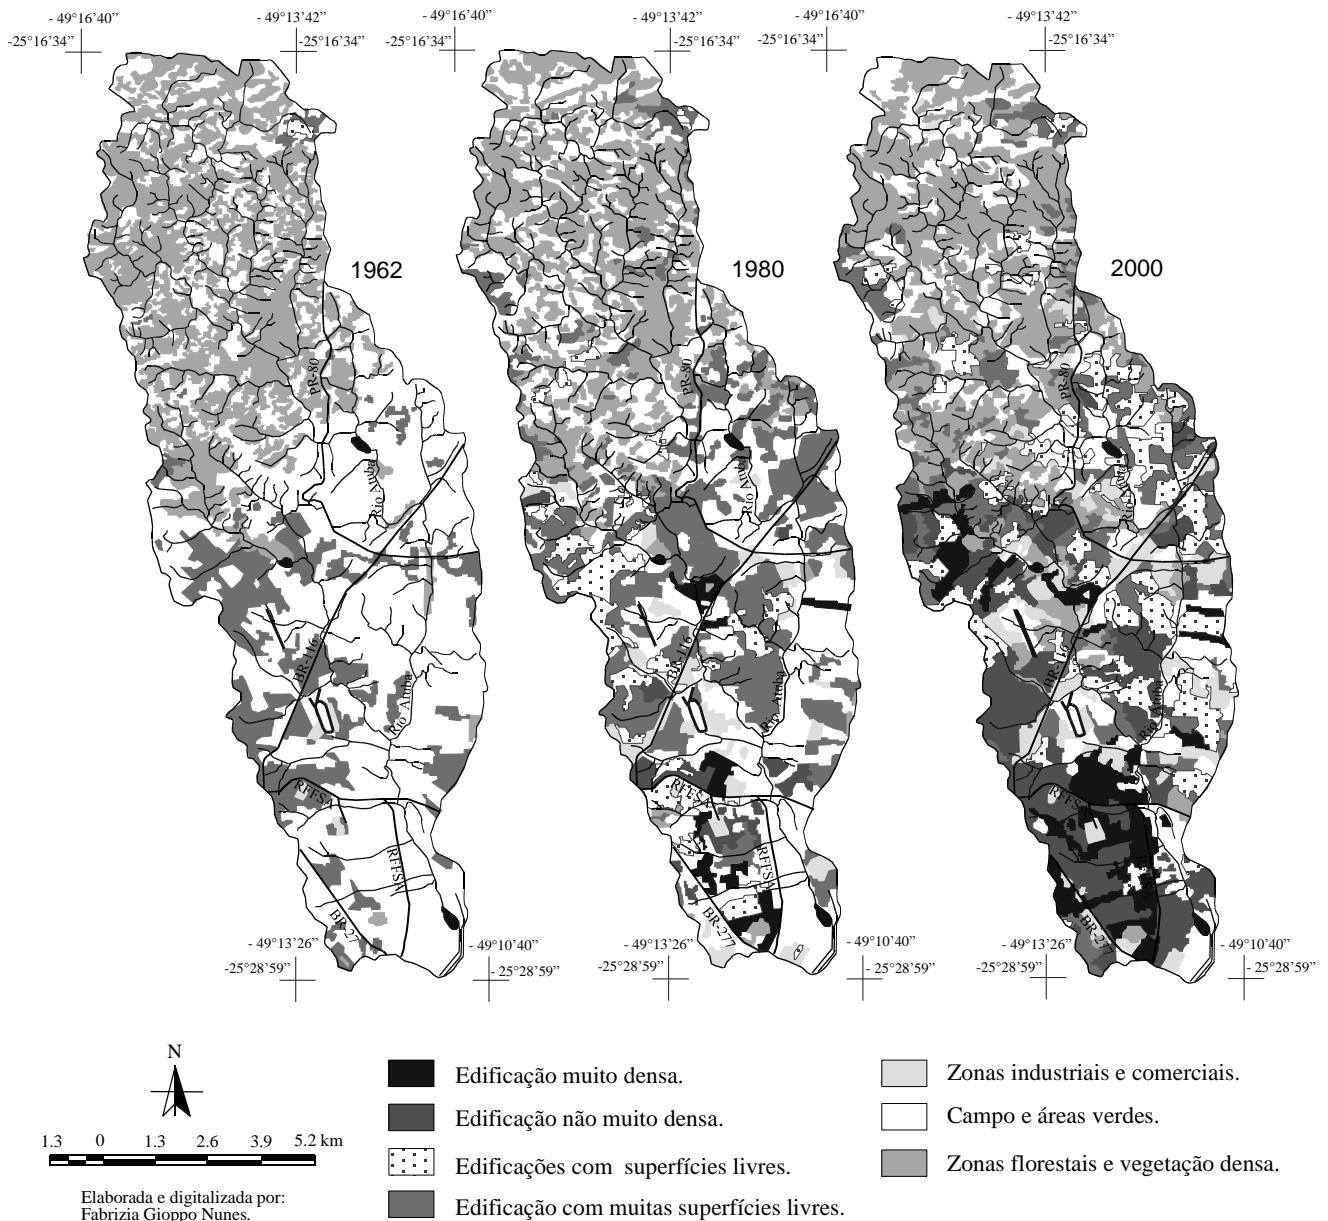 - 49°16'40”
- 49°13'42”
- 49°16'40”
- 49°13'42”
- 49°16'40”
- 49°13'42”
-25°16'34”
-25°16'34”
-25°16'34”
-25°16'34”
-25°16'34”
-25°16'34”
1962
1980
2000
PR-80
PR-80
PR-80
Rio Atuba
Rio Atuba
Rio Atuba
BR-116
BR-116
BR-116
Rio Atuba
Rio Atuba
Rio Atuba
RFFSA
RFFSA
RFFSA
RFFSA
RFFSA
BR-27
BR-277
BR-277
- 49°13'26”
- 49°10'40”
- 49°13'26”
- 49°10'40”
- 49°13'26”
- 49°10'40”
-25°28'59”
- 25°28'59”
-25°28'59”
- 25°28'59”
-25°28'59”
- 25°28'59”
N
1.3 0 1.3 2.6 3.9 5.2 km
Elaborada e digitalizada por:
Fabrizia Gioppo Nunes.
Edificação muito densa.
Edificação não muito densa.
Edificações com superfícies livres.
Edificação com muitas superfícies livres.
Zonas industriais e comerciais.
Campo e áreas verdes.
Zonas florestais e vegetação densa.